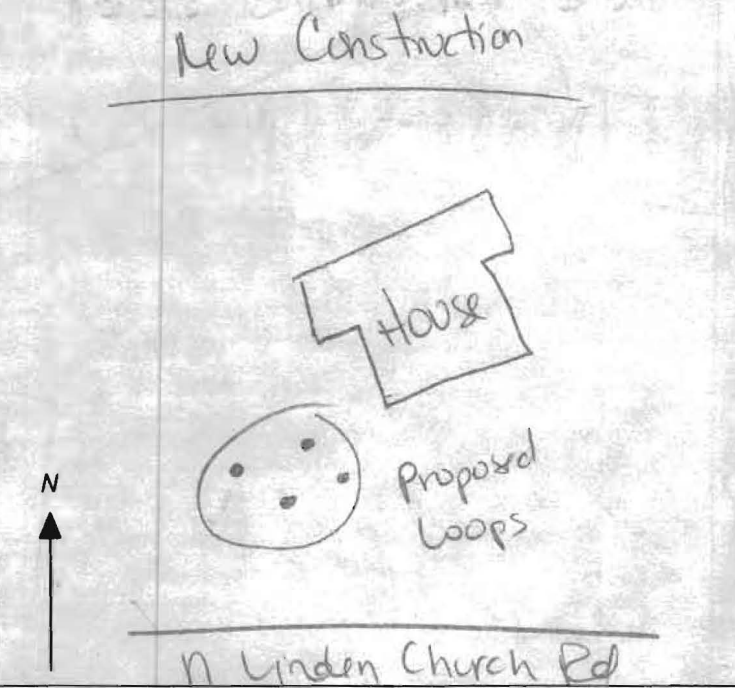 New Construction
House
Proposed
Loops
N
N Linden Church Rd